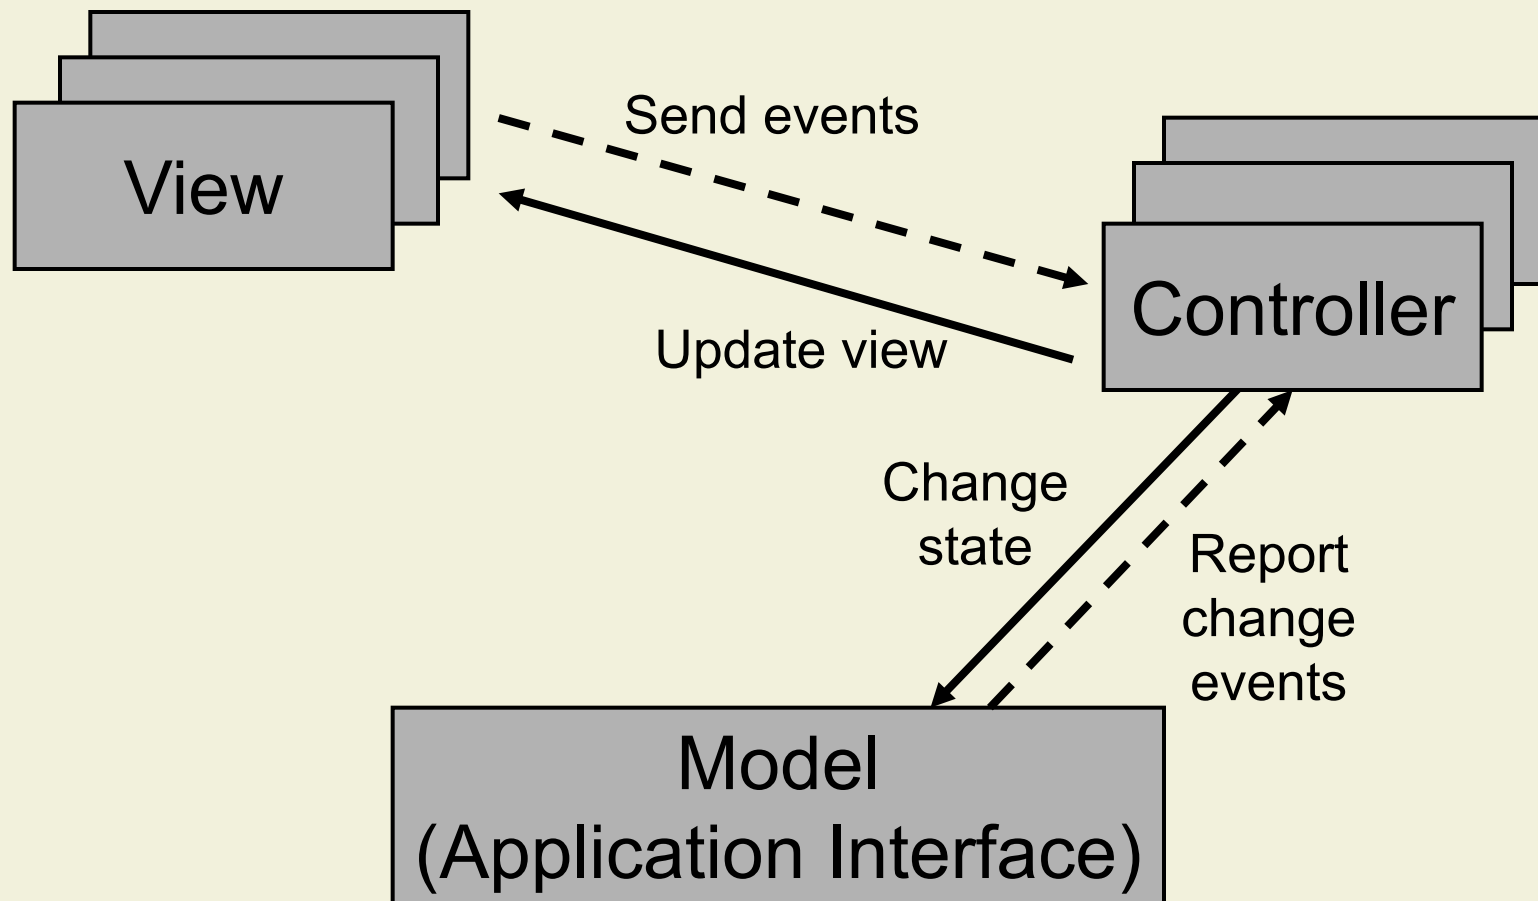 Send events
View
Controller
Update view
Change
state
Report
change
events
Model
(Application Interface)